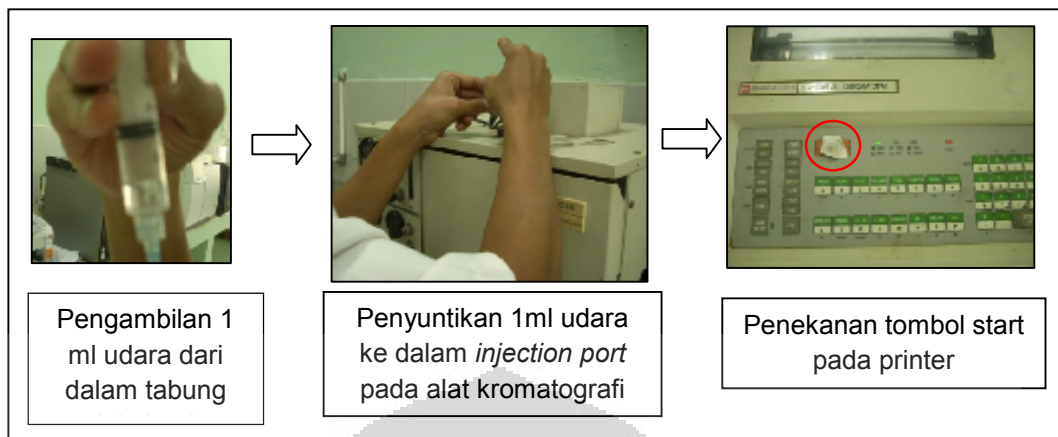 Pengambilan 1
ml udara dari
dalam tabung
Penyuntikan 1ml udara
ke dalam injection port
pada alat kromatografi
Penekanan tombol start
pada printer